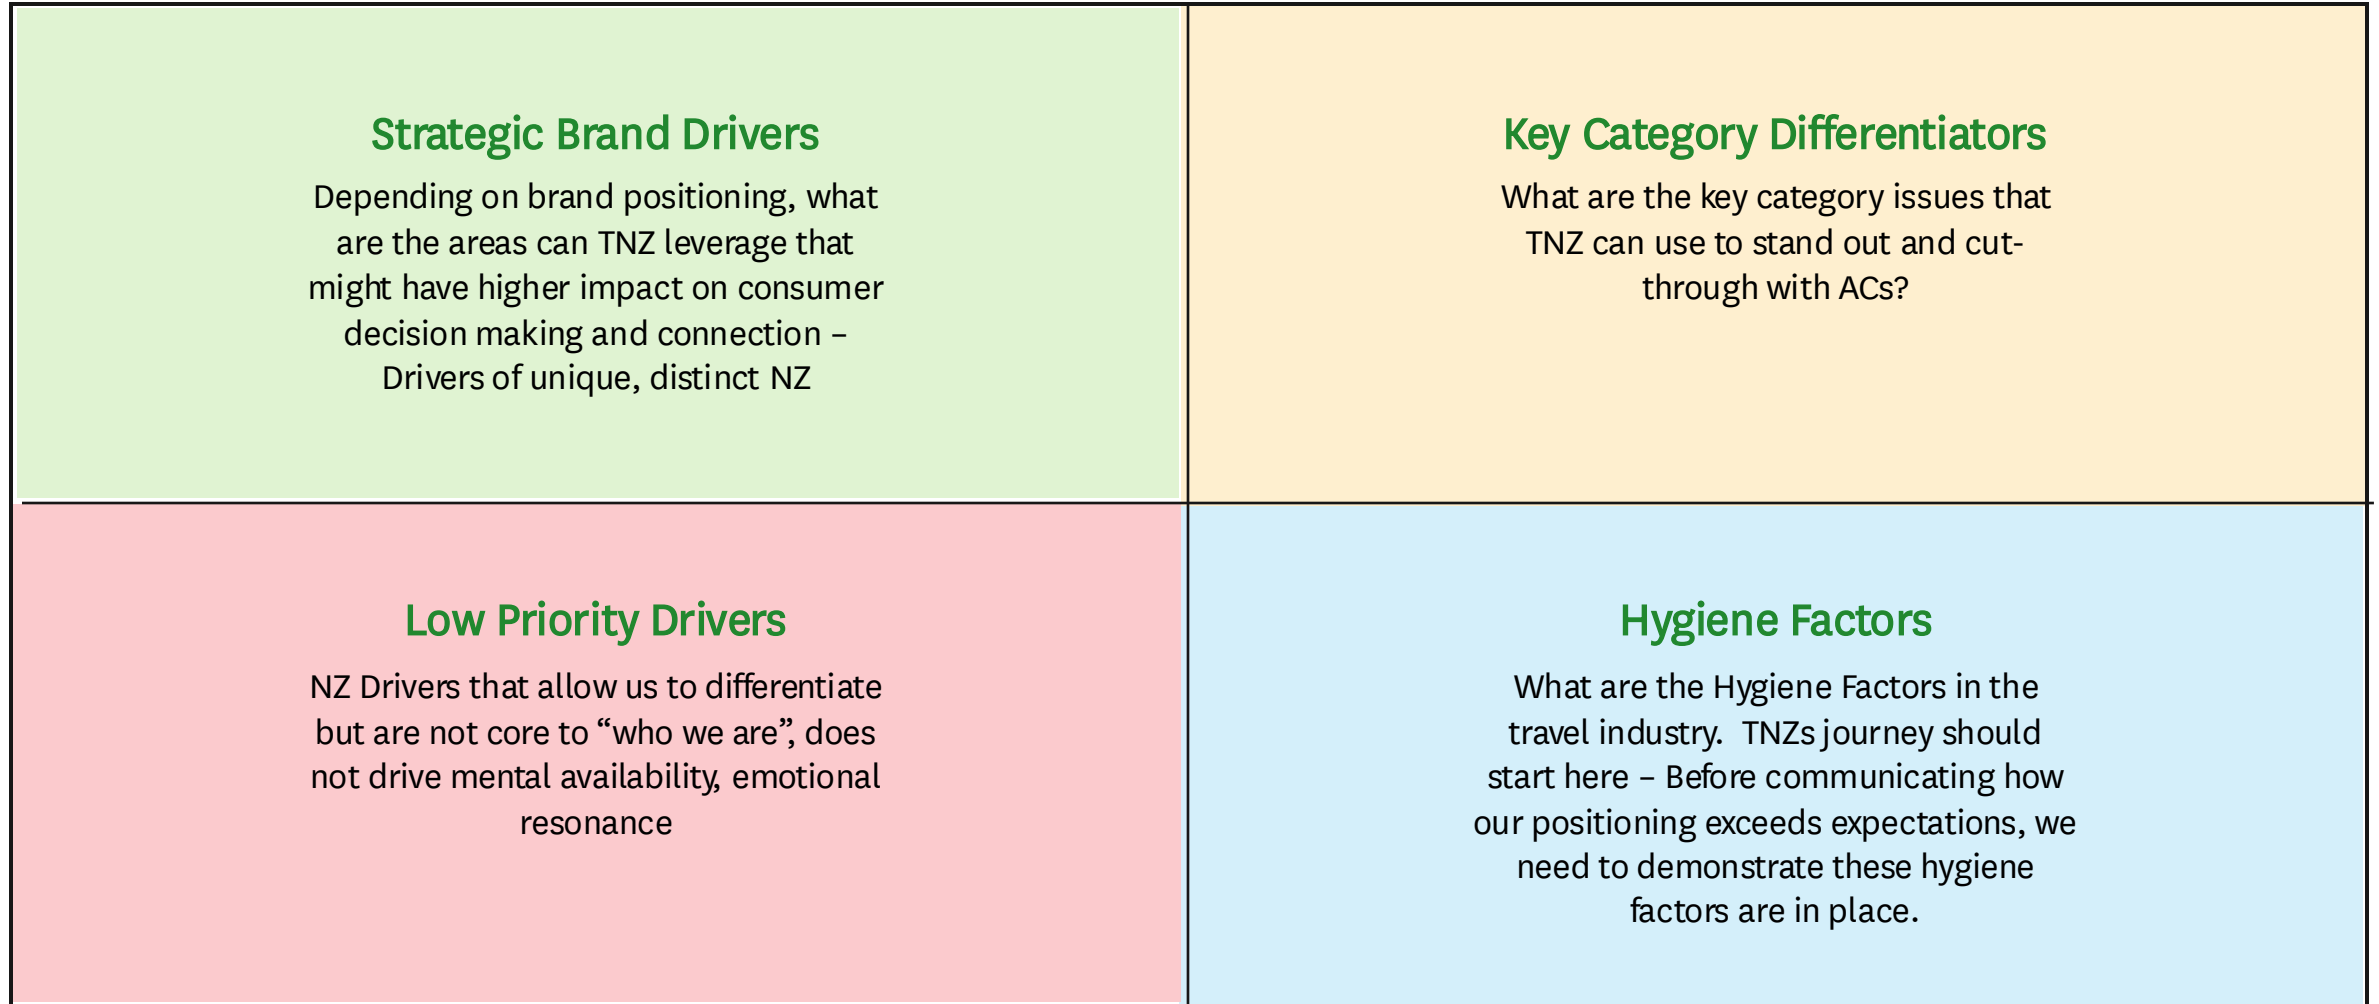 Strategic Brand Drivers
Depending on brand positioning, what
are the areas can TNZ leverage that
might have higher impact on consumer
decision making and connection –
Drivers of unique, distinct NZ
Key Category Differentiators
What are the key category issues that
TNZ can use to stand out and cut-
through with ACs?
Low Priority Drivers
NZ Drivers that allow us to differentiate
but are not core to “who we are”, does
not drive mental availability, emotional
resonance
Hygiene Factors
What are the Hygiene Factors in the
travel industry.  TNZs journey should
start here – Before communicating how
our positioning exceeds expectations, we
need to demonstrate these hygiene
factors are in place.